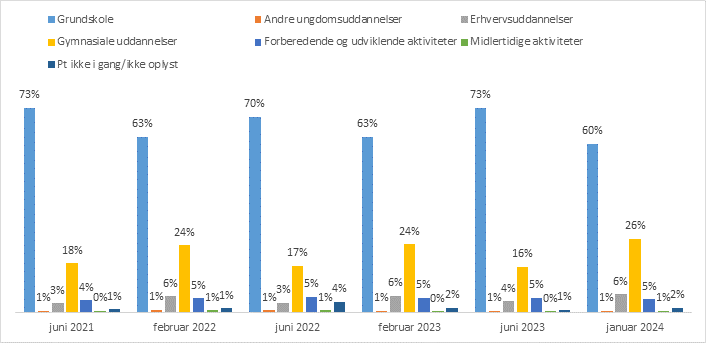 Grundskole Andre ungdomsuddannelser Erhvervsuddannelser
Gymnasiale uddannelser Forberedende og udviklende aktiviteter Midlertidige aktiviteter
Pt ikke i gang/ikke oplyst
73% 1% 3% 18% 4% 0% 1%
63% 1% 6% 24% 5% 1% 1%
70% 1% 3% 17% 5% 1% 4%
63% 1% 6% 24% 5% 0% 2%
73% 1% 4% 16% 5% 0% 1%
60% 1% 6% 26% 5% 1% 2%
juni 2021 februar 2022 juni 2022 februar 2023 juni 2023 januar 2024